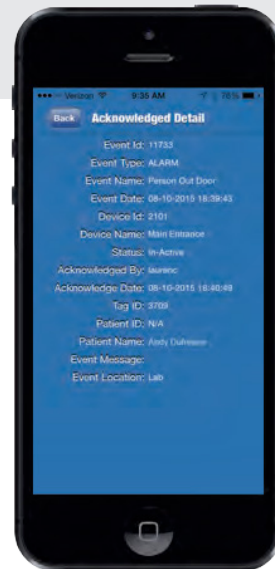 Verizon 9:35 AM 76%
Back Acknowledged Detail
Event Id: 11733
Event Type: ALARM
Event Name: Person Out Door
Event Date: 08-10-2015 16:39:43
Device Id: 2101
Device Name: Main Entrance
Status: In-Active
Acknowledged By: laurenc
Acknowledge Date: 08-10-2015 16:40:49
Tag ID: 3709
Patient ID: N/A
Patient Name: Andy Dufresne
Event Message:
Event Location: Lab